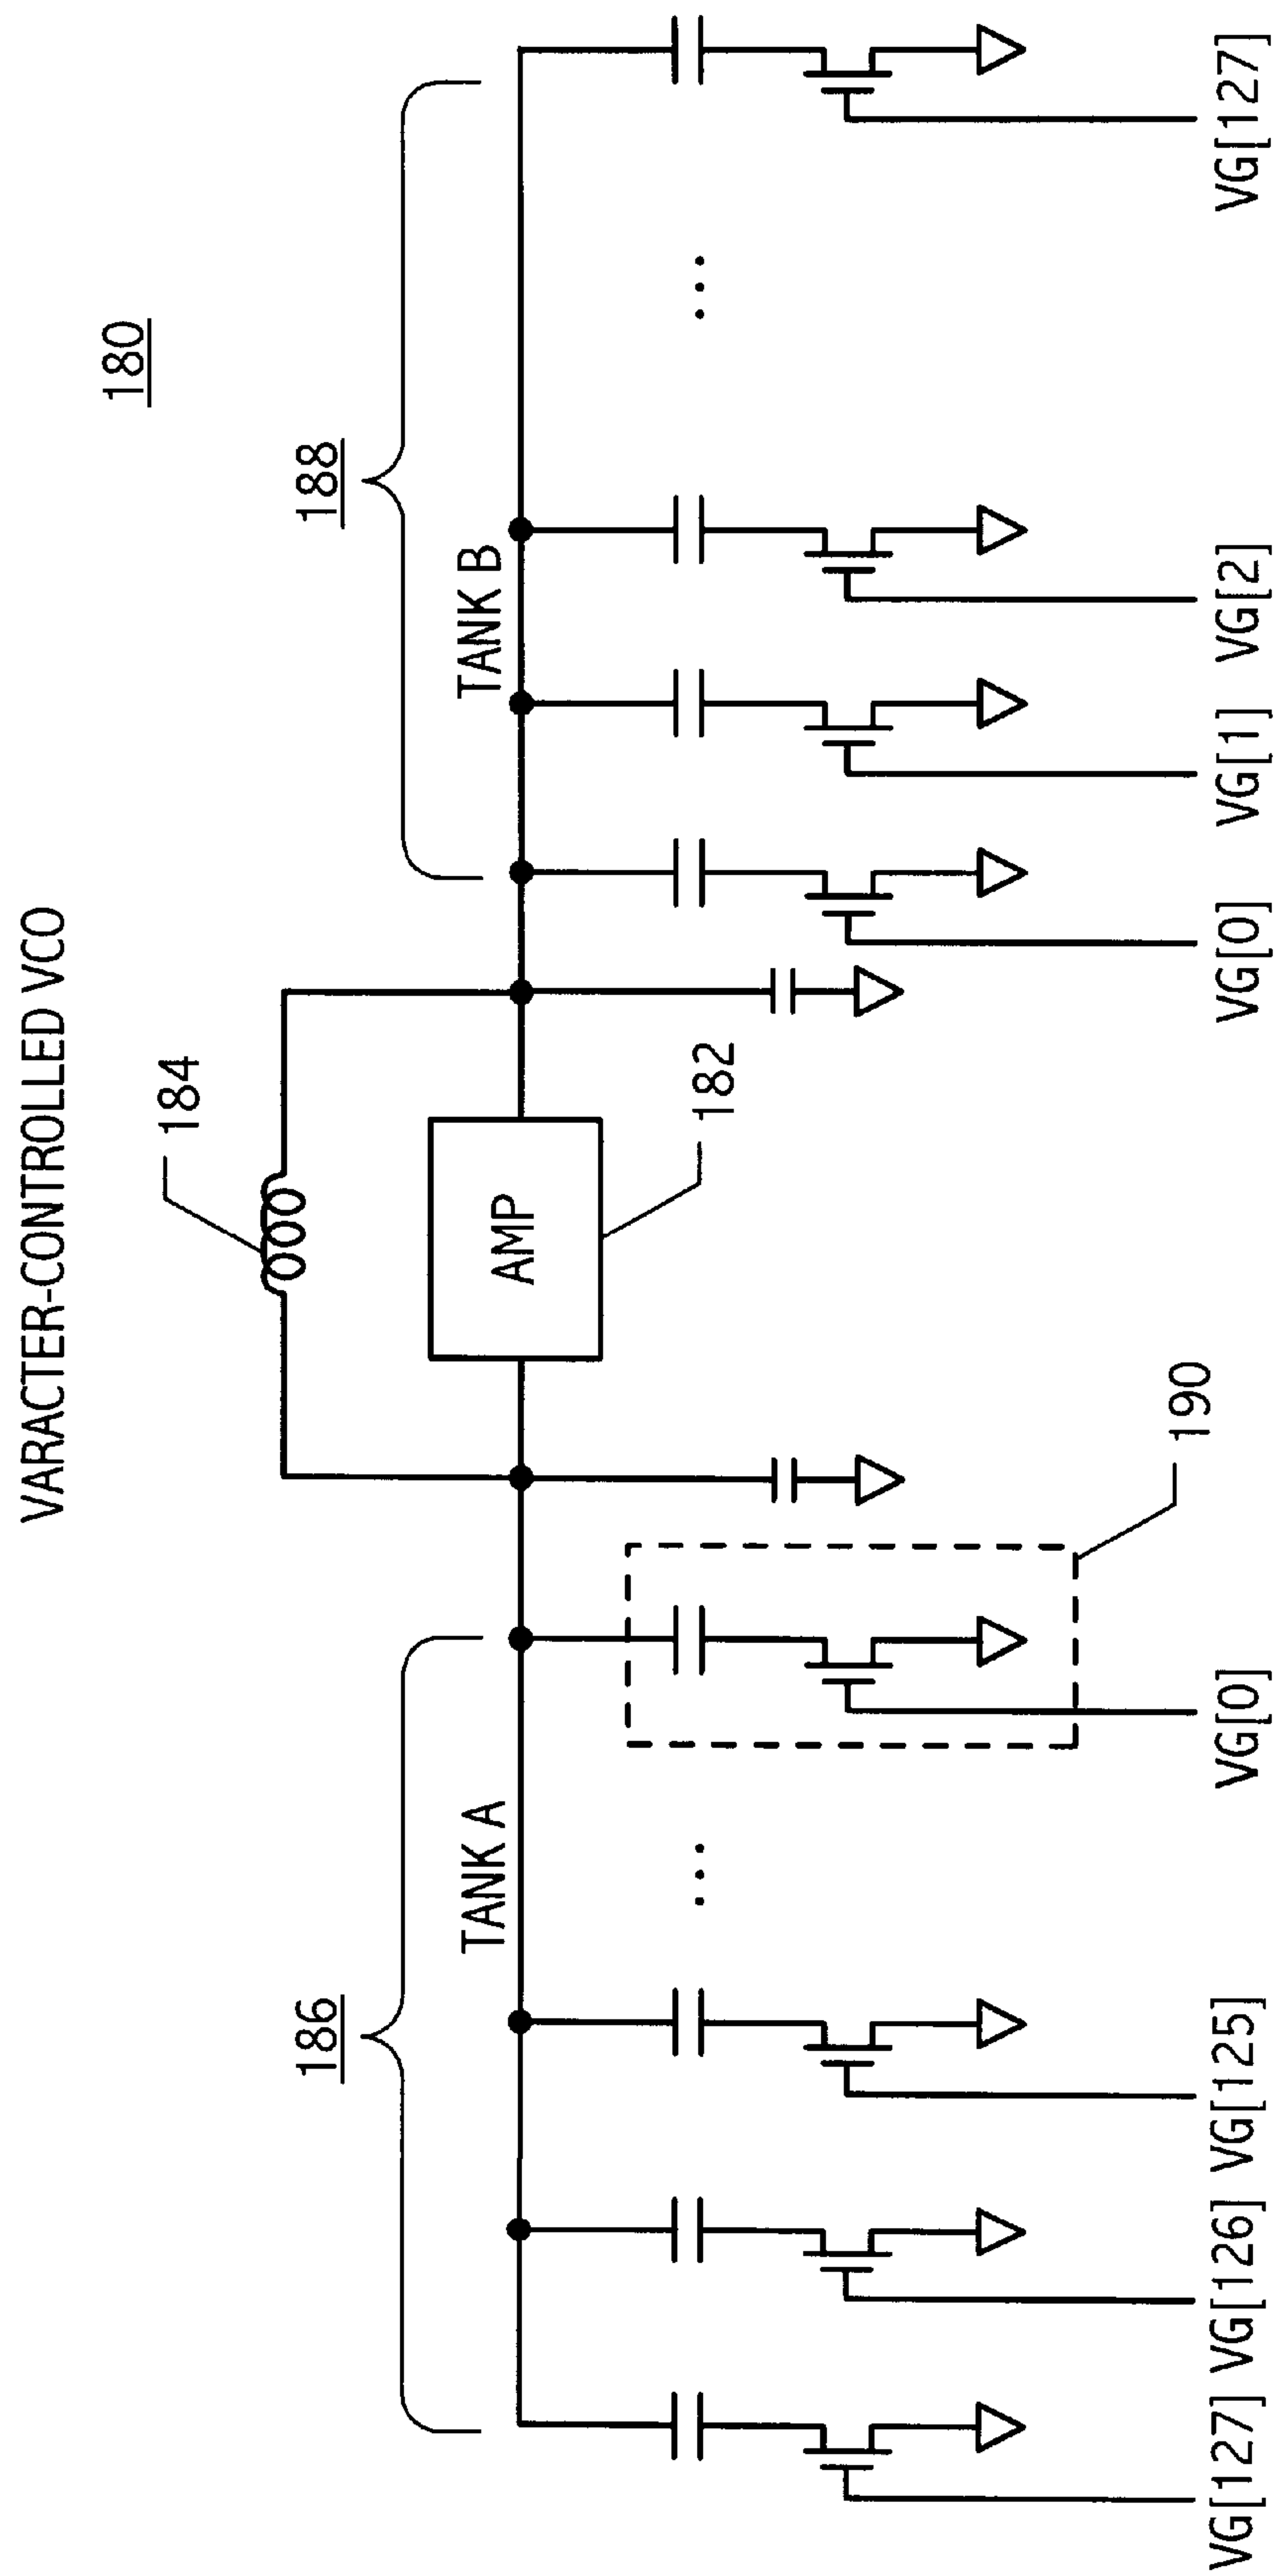 VARACTER-CONTROLLED VCO
180
184
186
188
TANK A
TANK B
AMP
182
...
...
190
VG[127] VG[126] VG[125] VG[0] VG[0] VG[1] VG[2] VG[127]